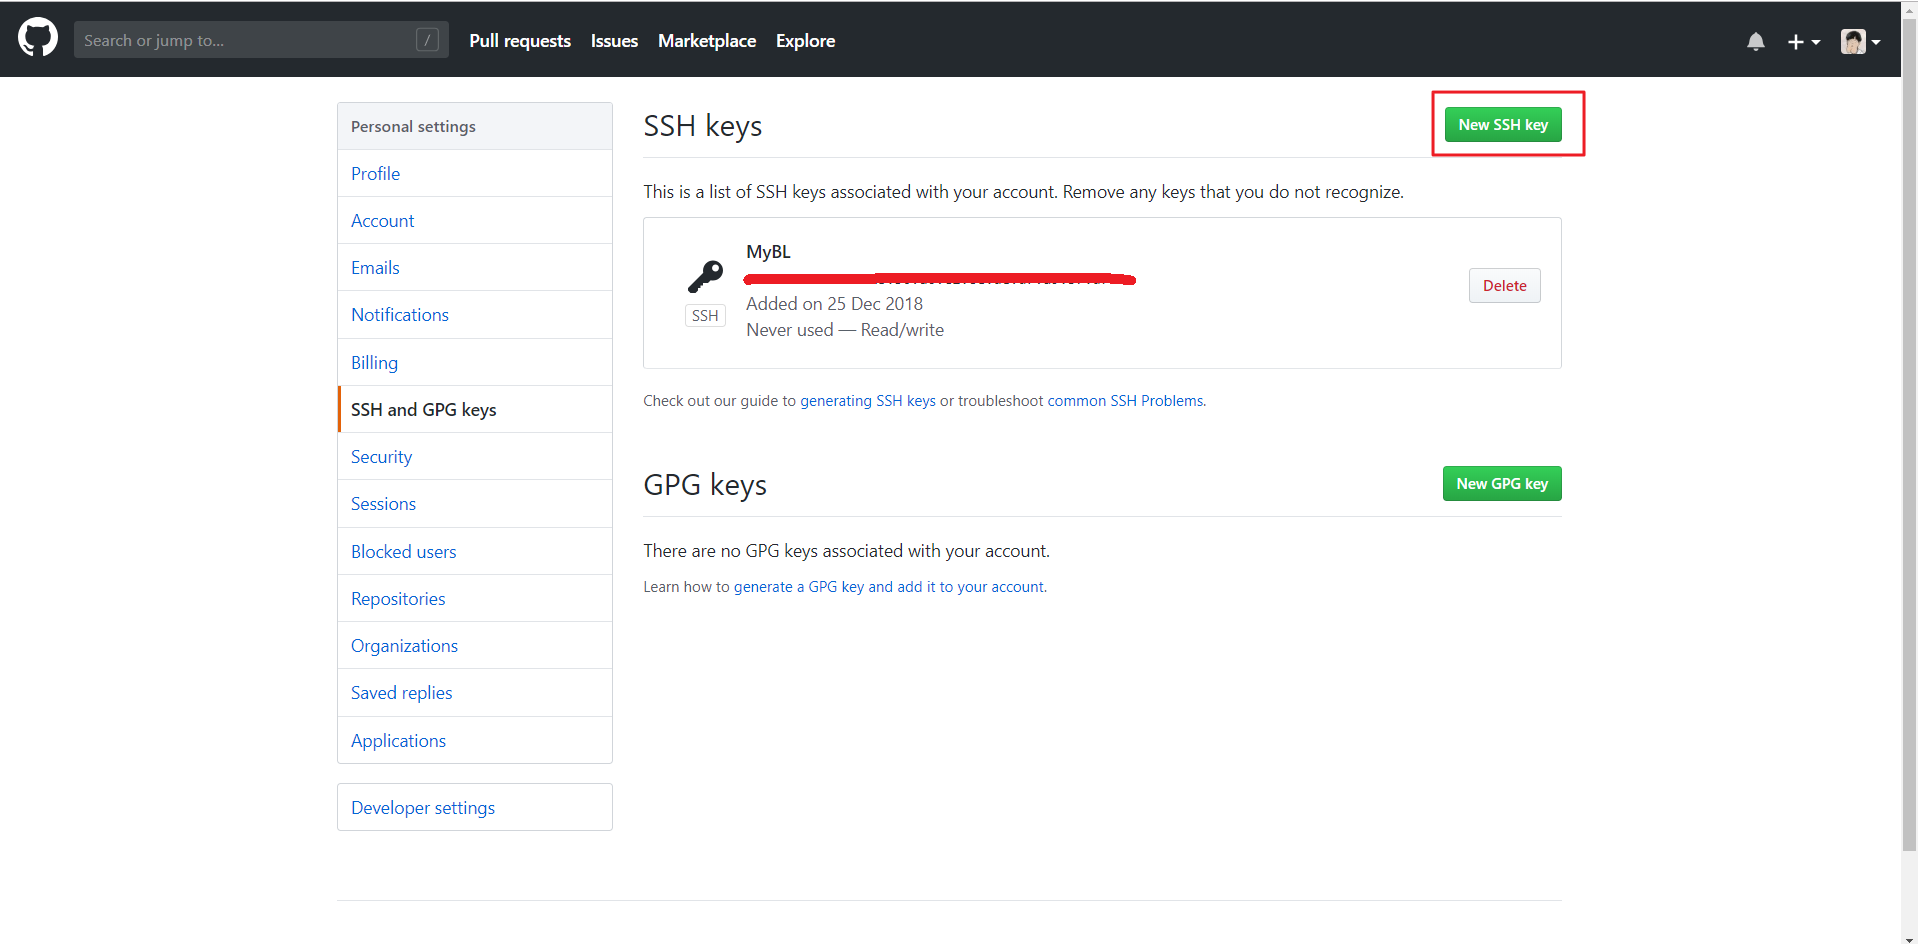 Search or jump to...
/
Pull requests
Issues
Marketplace
Explore
Personal settings
Profile
Account
Emails
Notifications
Billing
SSH and GPG keys
Security
Sessions
Blocked users
Repositories
Organizations
Saved replies
Applications
Developer settings
SSH keys
New SSH key
This is a list of SSH keys associated with your account. Remove any keys that you do not recognize.
SSH
MyBL
Added on 25 Dec 2018
Never used — Read/write
Delete
Check out our guide to generating SSH keys or troubleshoot common SSH Problems.
GPG keys
New GPG key
There are no GPG keys associated with your account.
Learn how to generate a GPG key and add it to your account.